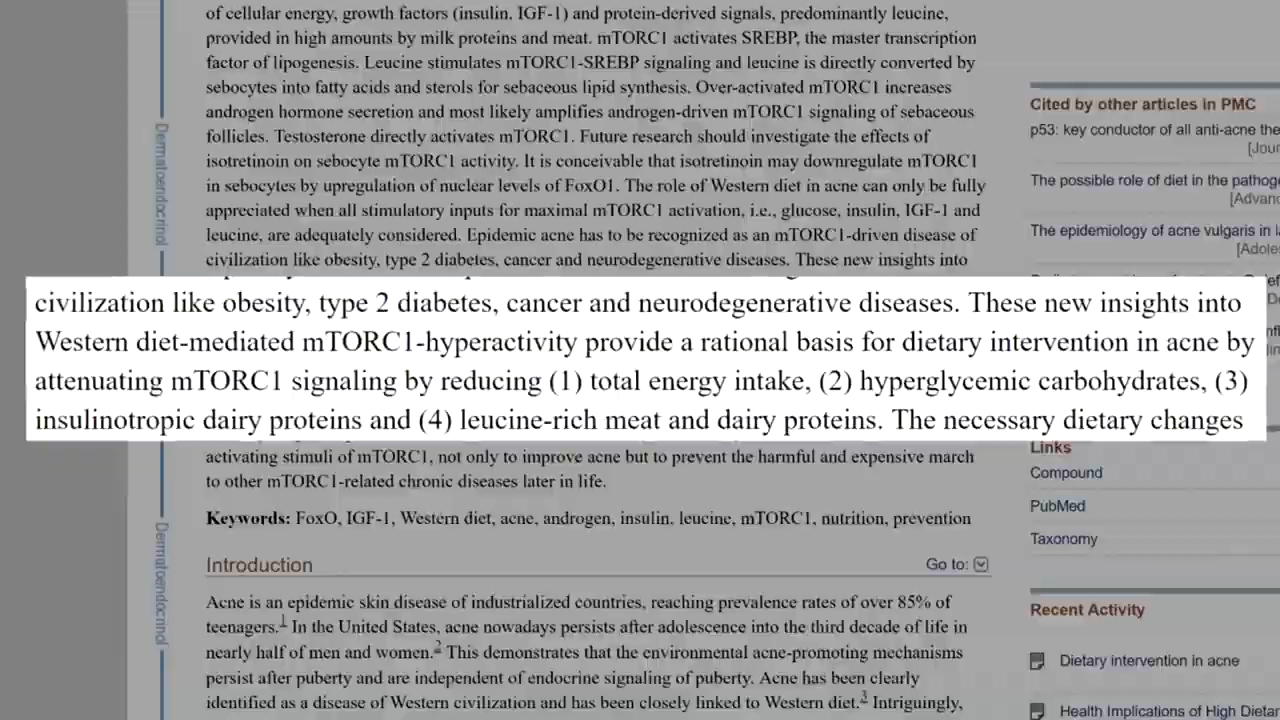 of cellular energy, growth factors (insulin, IGF-1) and protein-derived signals, predominantly leucine,
provided in high amounts by milk proteins and meat. mTORC1 activates SREBP, the master transcription
factor of lipogenesis. Leucine stimulates mTORC1-SREBP signaling and leucine is directly converted by
sebocytes into fatty acids and sterols for sebaceous lipid synthesis. Over-activated mTORC1 increases
androgen hormone secretion and most likely amplifies androgen-driven mTORC1 signaling of sebaceous
follicles. Testosterone directly activates mTORC1. Future research should investigate the effects of
isotretinoin on sebocyte mTORC1 activity. It is conceivable that isotretinoin may downregulate mTORC1
in sebocytes by upregulation of nuclear levels of FoxO1. The role of Western diet in acne can only be fully
appreciated when all stimulatory inputs for maximal mTORC1 activation, i.e., glucose, insulin, IGF-1 and
leucine, are adequately considered. Epidemic acne has to be recognized as an mTORC1-driven disease of
civilization like obesity, type 2 diabetes, cancer and neurodegenerative diseases. These new insights into
civilization like obesity, type 2 diabetes, cancer and neurodegenerative diseases. These new insights into
Western diet-mediated mTORC1-hyperactivity provide a rational basis for dietary intervention in acne by
attenuating mTORC1 signaling by reducing (1) total energy intake, (2) hyperglycemic carbohydrates, (3)
insulinotropic dairy proteins and (4) leucine-rich meat and dairy proteins. The necessary dietary changes
activating stimuli of mTORC1, not only to improve acne but to prevent the harmful and expensive march
to other mTORC1-related chronic diseases later in life.
Keywords: FoxO, IGF-1, Western diet, acne, androgen, insulin, leucine, mTORC1, nutrition, prevention
Introduction
Go to:
Acne is an epidemic skin disease of industrialized countries, reaching prevalence rates of over 85% of
teenagers.1 In the United States, acne nowadays persists after adolescence into the third decade of life in
nearly half of men and women.2 This demonstrates that the environmental acne-promoting mechanisms
persist after puberty and are independent of endocrine signaling of puberty. Acne has been clearly
identified as a disease of Western civilization and has been closely linked to Western diet.3 Intriguingly,
Dermatoendocrinol
Dermatoendocrinol
Cited by other articles in PMC
p53: key conductor of all anti-acne the
[Jour
The possible role of diet in the pathog
[Advan
The epidemiology of acne vulgaris in l
[Adole
Links
Compound
PubMed
Taxonomy
Recent Activity
Dietary intervention in acne
Health Implications of High Dietar